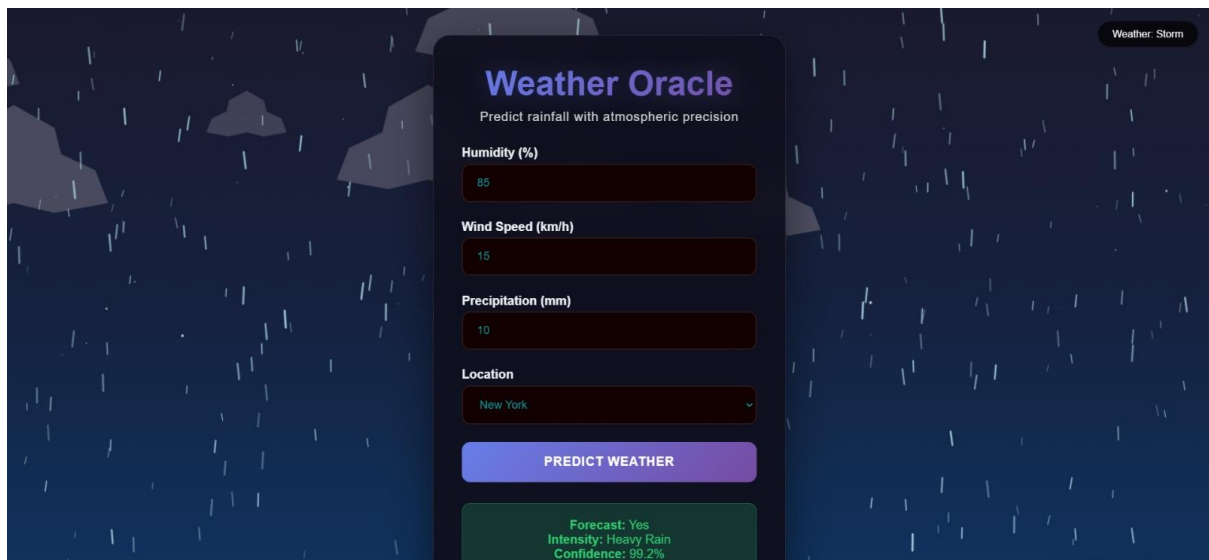 Weather: Storm
Weather Oracle
Predict rainfall with atmospheric precision
Humidity (%)
85
Wind Speed (km/h)
15
Precipitation (mm)
10
Location
New York
PREDICT WEATHER
Forecast: Yes
Intensity: Heavy Rain
Confidence: 99.2%